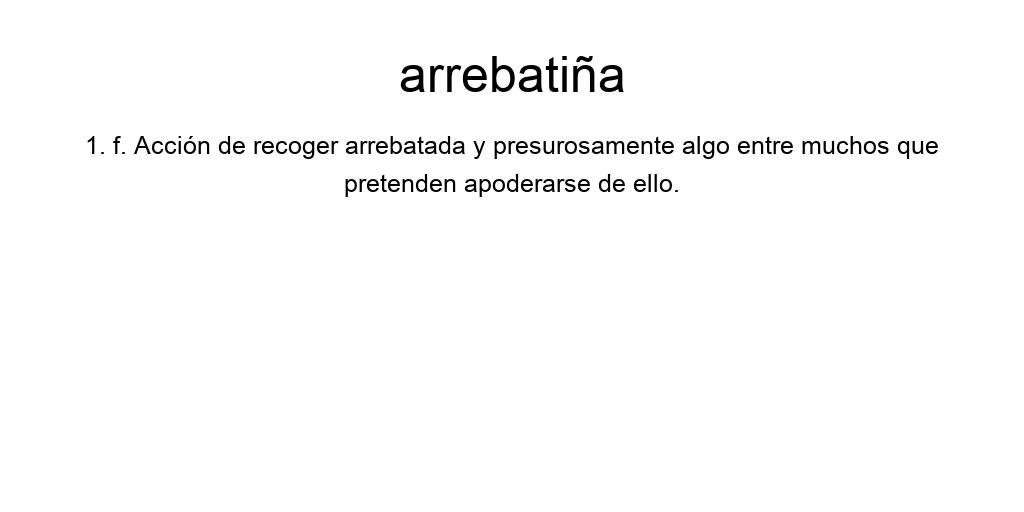 arrebatiña
1. f. Acción de recoger arrebatada y presurosamente algo entre muchos que
pretenden apoderarse de ello.